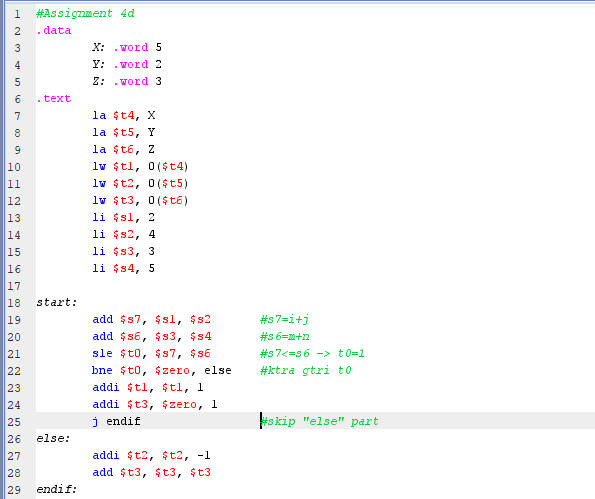 1 #Assignment 4d
2 .data
3 X: .word 5
4 Y: .word 2
5 Z: .word 3
6 .text
7 la $t4, X
8 la $t5, Y
9 la $t6, Z
10 lw $t1, 0($t4)
11 lw $t2, 0($t5)
12 lw $t3, 0($t6)
13 li $s1, 2
14 li $s2, 4
15 li $s3, 3
16 li $s4, 5
17
18 start:
19 add $s7, $s1, $s2 #s7=i+j
20 add $s6, $s3, $s4 #s6=m+n
21 sle $t0, $s7, $s6 #s7<=s6 -> t0=1
22 bne $t0, $zero, else #ktra gtri t0
23 addi $t1, $t1, 1
24 addi $t3, $zero, 1
25 j endif #skip "else" part
26 else:
27 addi $t2, $t2, -1
28 add $t3, $t3, $t3
29 endif: